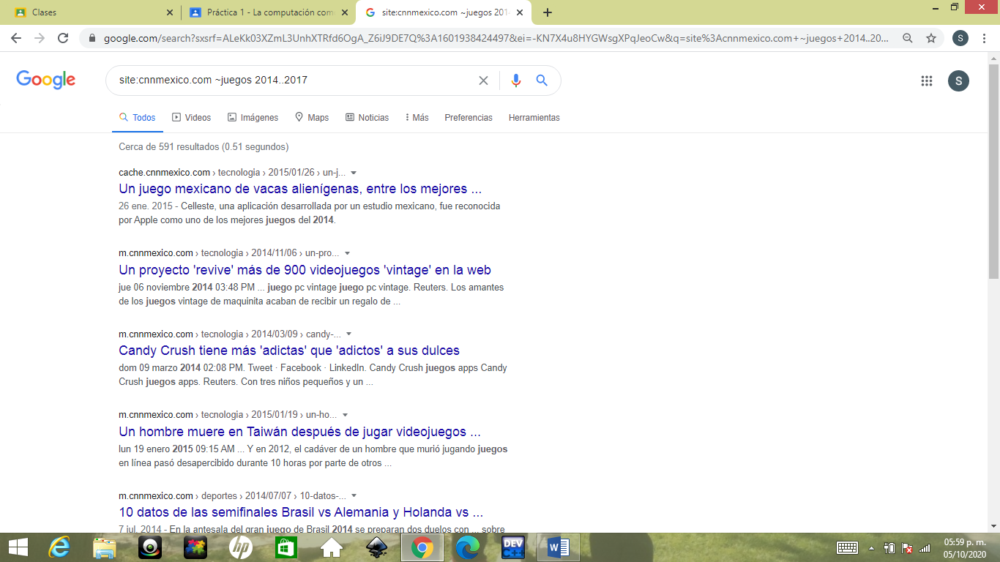 Clases
Práctica 1 - La computación com
site:cnnmexico.com ~juegos 201
google.com/search?sxsrf=ALeKk03XZmL3UnhXTRfd6OgA_Z6iJ9DE7Q%3A1601938424497&ei=-KN7X4u8HYGWsgXPqJeoCw&q=site%3Acnnmexico.com+~juegos+2014..20...
S
Google
site:cnnmexico.com ~juegos 2014..2017
S
Todos
Videos
Imágenes
Maps
Noticias
Más
Preferencias
Herramientas
Cerca de 591 resultados (0.51 segundos)
cache.cnnmexico.com › tecnologia › 2015/01/26 › un-j...
Un juego mexicano de vacas alienígenas, entre los mejores ...
26 ene. 2015 - Celleste, una aplicación desarrollada por un estudio mexicano, fue reconocida
por Apple como uno de los mejores juegos del 2014.
m.cnnmexico.com › tecnologia › 2014/11/06 › un-pro...
Un proyecto 'revive' más de 900 videojuegos 'vintage' en la web
jue 06 noviembre 2014 03:48 PM ... juego pc vintage juego pc vintage. Reuters. Los amantes
de los juegos vintage de maquinita acaban de recibir un regalo de ...
m.cnnmexico.com › tecnologia › 2014/03/09 › candy-...
Candy Crush tiene más 'adictas' que 'adictos' a sus dulces
dom 09 marzo 2014 02:08 PM. Tweet · Facebook · LinkedIn. Candy Crush juegos apps Candy
Crush juegos apps. Reuters. Con tres niños pequeños y un ...
m.cnnmexico.com › tecnologia › 2015/01/19 › un-ho...
Un hombre muere en Taiwán después de jugar videojuegos ...
lun 19 enero 2015 09:15 AM ... Y en 2012, el cadáver de un hombre que murió jugando juegos
en línea pasó desapercibido durante 10 horas por parte de otros ...
m.cnnmexico.com › deportes › 2014/07/07 › 10-datos-...
10 datos de las semifinales Brasil vs Alemania y Holanda vs ...
7 jul. 2014 - En la antesala del gran juego de Brasil 2014 se preparan dos duelos con ... sobre
hp
DEV
C++
W
05:59 p. m.
05/10/2020